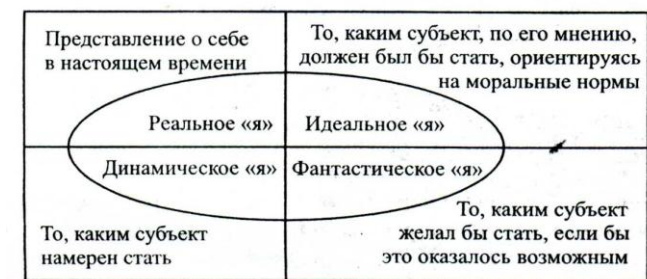 Представление о себе
в настоящем времени
То, каким субъект, по его мнению,
должен был бы стать, ориентируясь
на моральные нормы
Реальное «я»
Идеальное «я»
Динамическое «я»
Фантастическое «я»
То, каким субъект
намерен стать
То, каким субъект
желал бы стать, если бы
это оказалось возможным